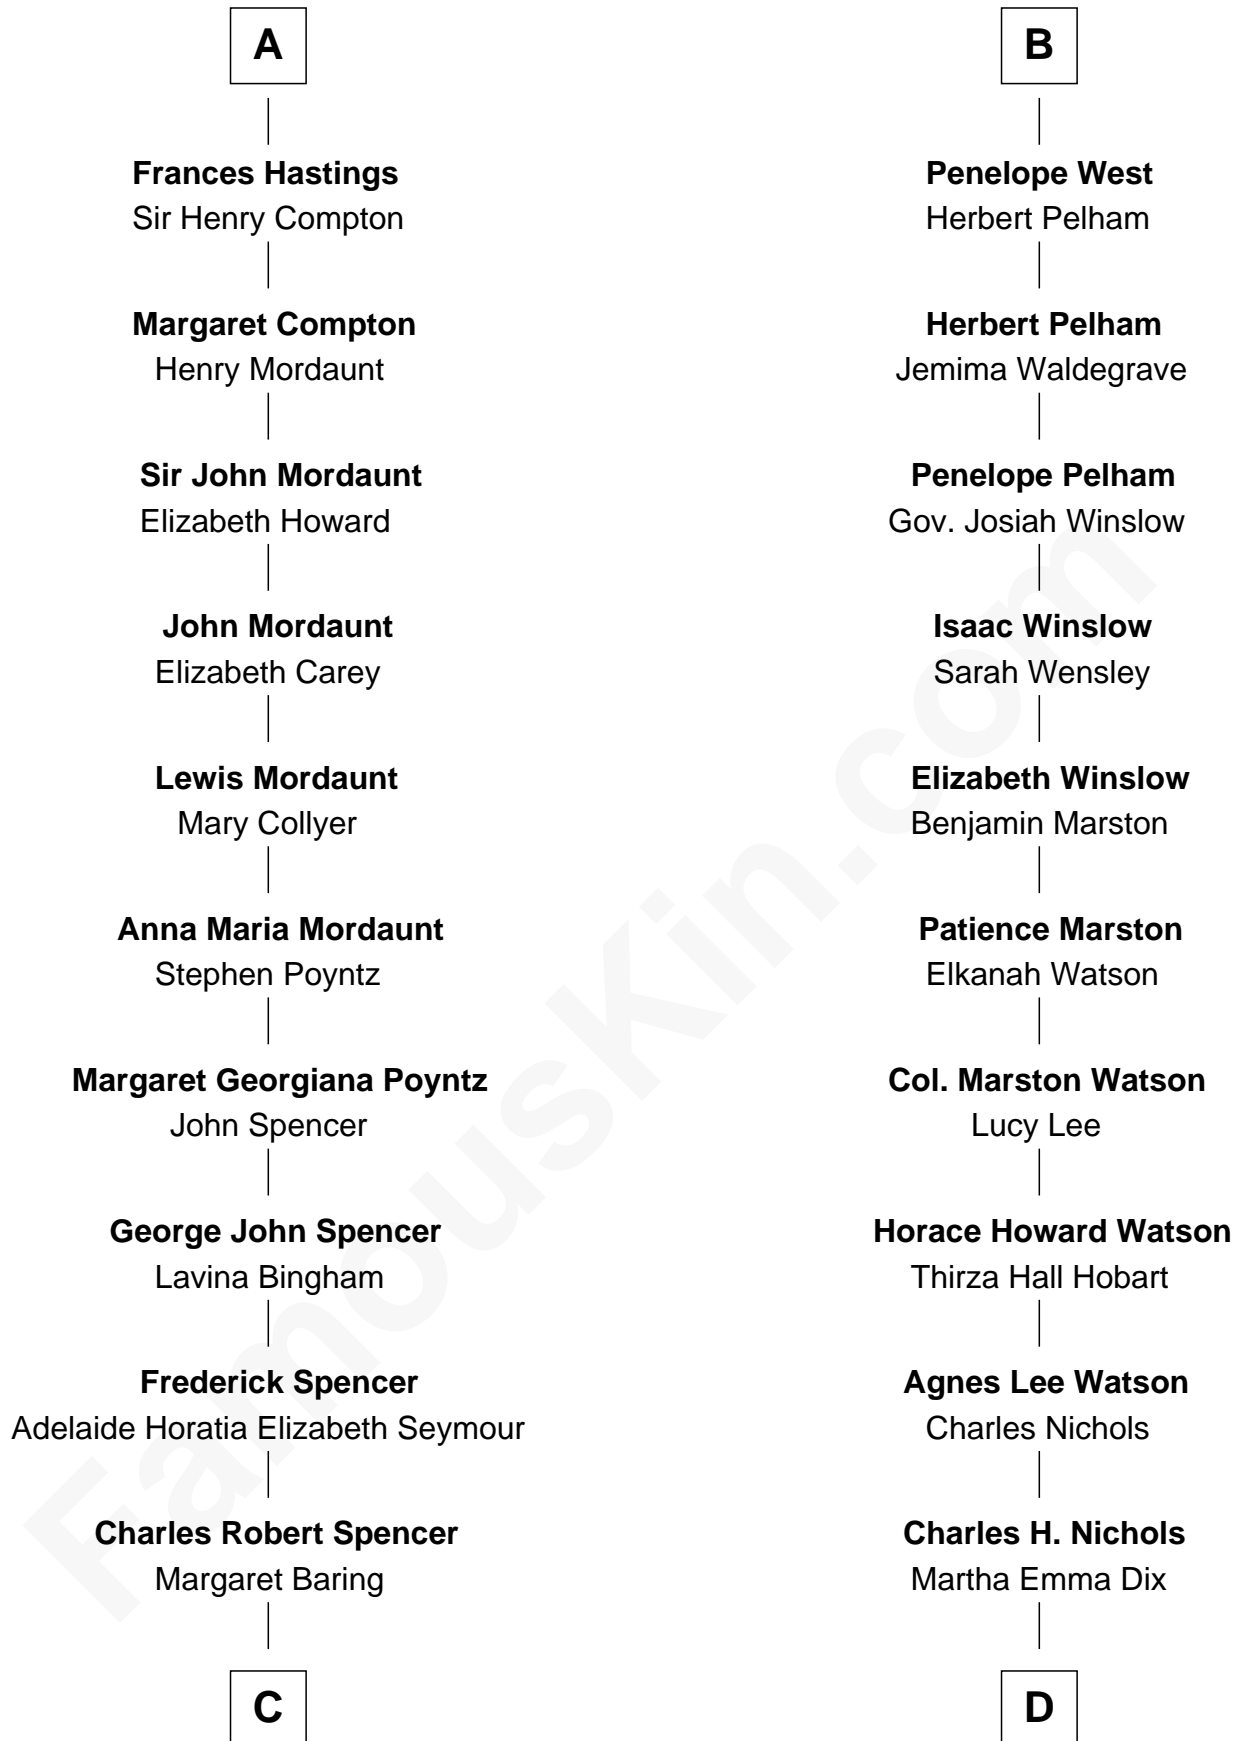 A
Frances Hastings
Sir Henry Compton
Margaret Compton
Henry Mordaunt
Sir John Mordaunt
Elizabeth Howard
John Mordaunt
Elizabeth Carey
Lewis Mordaunt
Mary Collyer
Anna Maria Mordaunt
Stephen Poyntz
Margaret Georgiana Poyntz
John Spencer
George John Spencer
Lavina Bingham
Frederick Spencer
Adelaide Horatia Elizabeth Seymour
Charles Robert Spencer
Margaret Baring
C
B
Penelope West
Herbert Pelham
Herbert Pelham
Jemima Waldegrave
Penelope Pelham
Gov. Josiah Winslow
Isaac Winslow
Sarah Wensley
Elizabeth Winslow
Benjamin Marston
Patience Marston
Elkanah Watson
Col. Marston Watson
Lucy Lee
Horace Howard Watson
Thirza Hall Hobart
Agnes Lee Watson
Charles Nichols
Charles H. Nichols
Martha Emma Dix
D
FamousKin.com